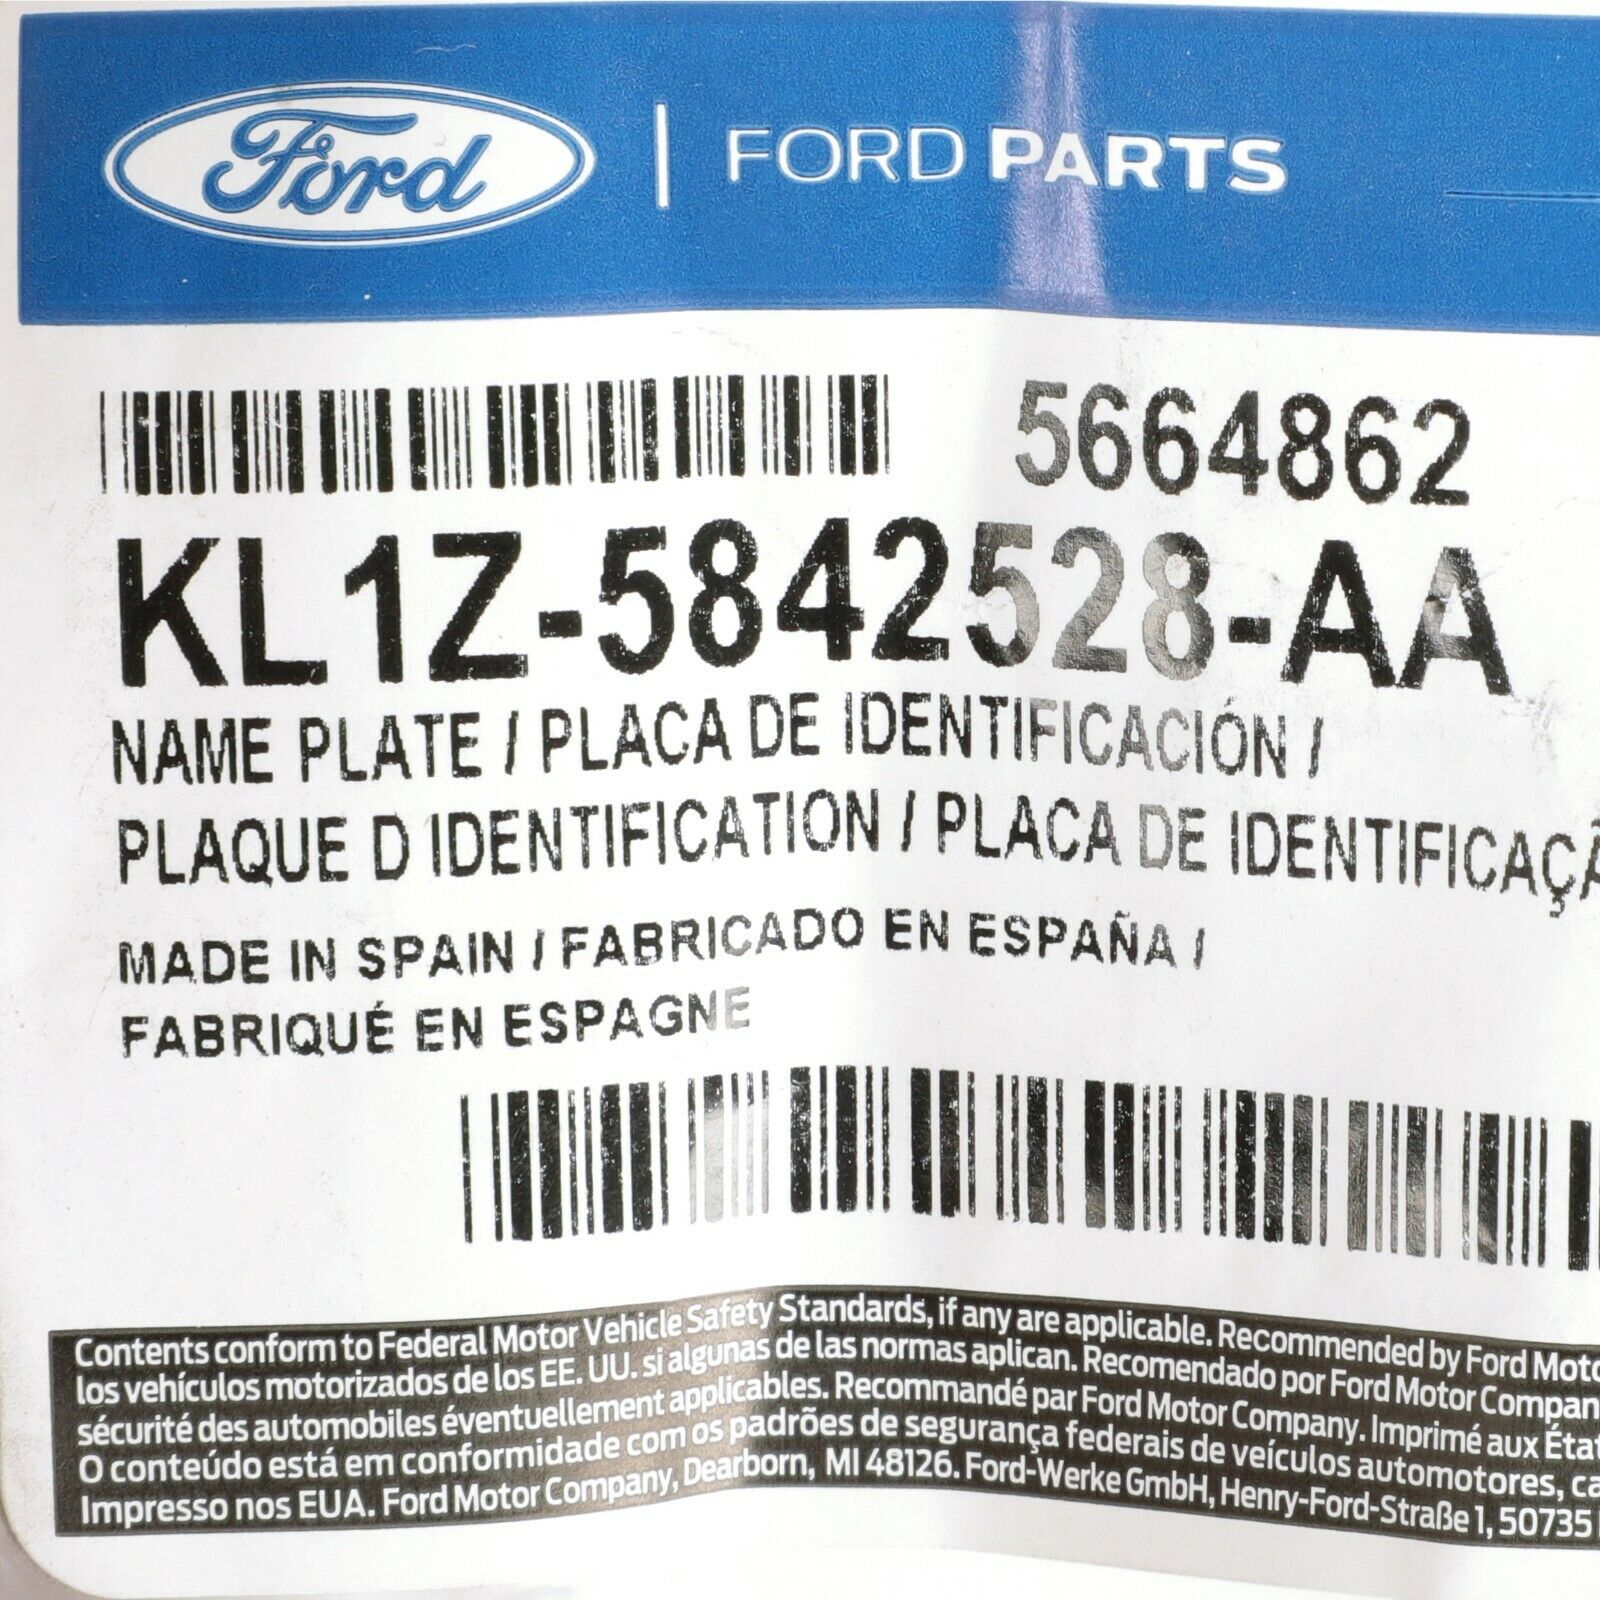 Ford | FORD PARTS
5664862
KL1Z-5842528-AA
NAME PLATE / PLACA DE IDENTIFICACIÓN /
PLAQUE D IDENTIFICATION / PLACA DE IDENTIFICAÇÃ
MADE IN SPAIN / FABRICADO EN ESPAÑA /
FABRIQUÉ EN ESPAGNE
Contents conform to Federal Motor Vehicle Safety Standards, if any are applicable. Recommended by Ford Moto
los vehículos motorizados de los EE. UU. si algunas de las normas aplican. Recomendado por Ford Motor Compan
sécurité des automobiles éventuellement applicables. Recommandé par Ford Motor Company. Imprimé aux État
O conteúdo está em conformidade com os padrões de segurança federais de veículos automotores, ca
Impresso nos EUA. Ford Motor Company, Dearborn, MI 48126. Ford-Werke GmbH, Henry-Ford-Straße 1, 50735